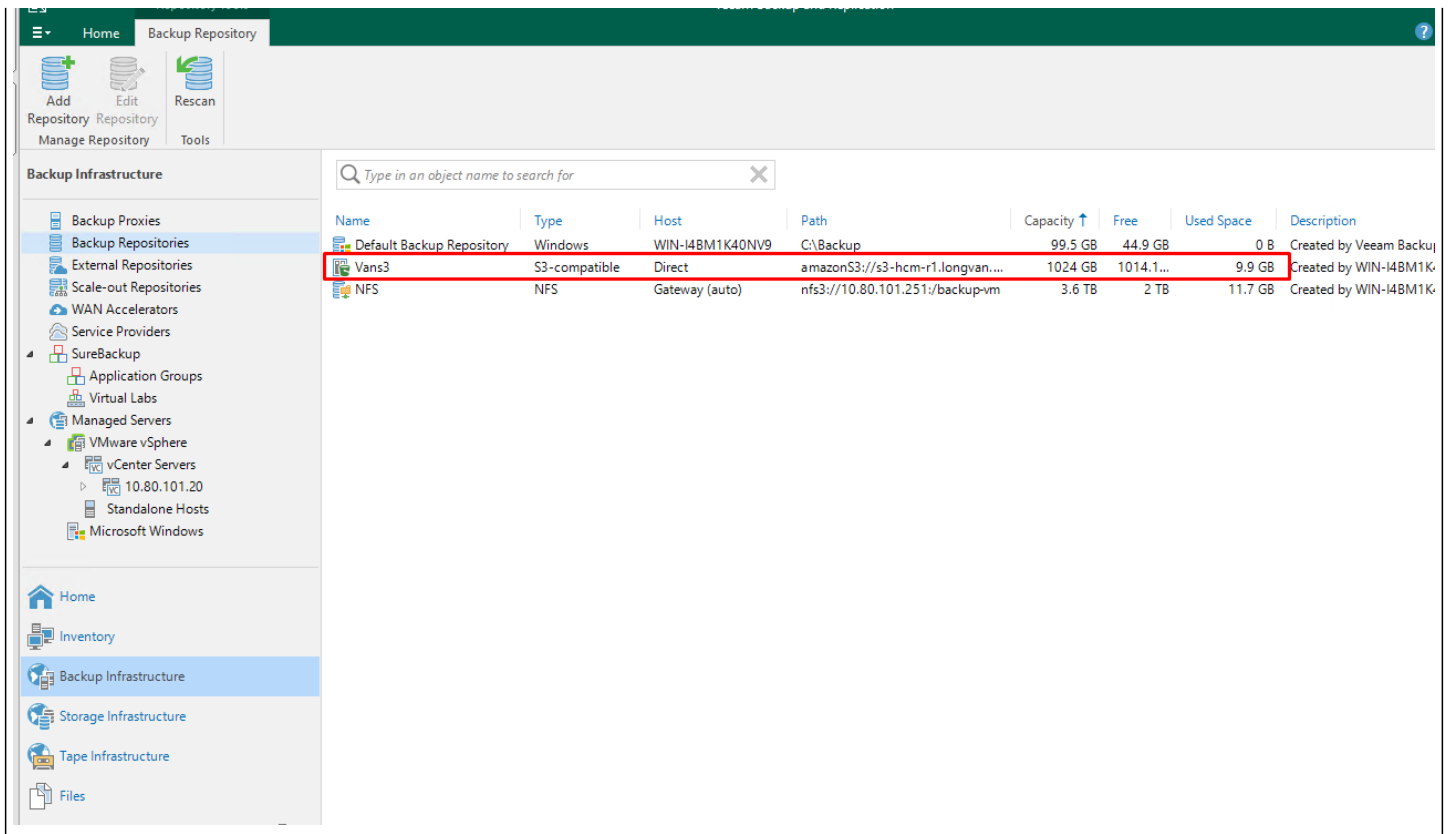 Home Backup Repository
Add Repository
Edit Repository
Rescan
Manage Repository Tools
Backup Infrastructure
Type in an object name to search for
Backup Proxies
Backup Repositories
External Repositories
Scale-out Repositories
WAN Accelerators
Service Providers
SureBackup
Application Groups
Virtual Labs
Managed Servers
VMware vSphere
vCenter Servers
10.80.101.20
Standalone Hosts
Microsoft Windows
Name Type Host Path Capacity Free Used Space Description
Default Backup Repository Windows WIN-I4BM1K40NV9 C:\Backup 99.5 GB 44.9 GB 0 B Created by Veeam Backup
Vans3 S3-compatible Direct amazonS3://s3-hcm-r1.longvan.... 1024 GB 1014.1... 9.9 GB Created by WIN-I4BM1K4
NFS NFS Gateway (auto) nfs3://10.80.101.251:/backup-vm 3.6 TB 2 TB 11.7 GB Created by WIN-I4BM1K4
Home
Inventory
Backup Infrastructure
Storage Infrastructure
Tape Infrastructure
Files